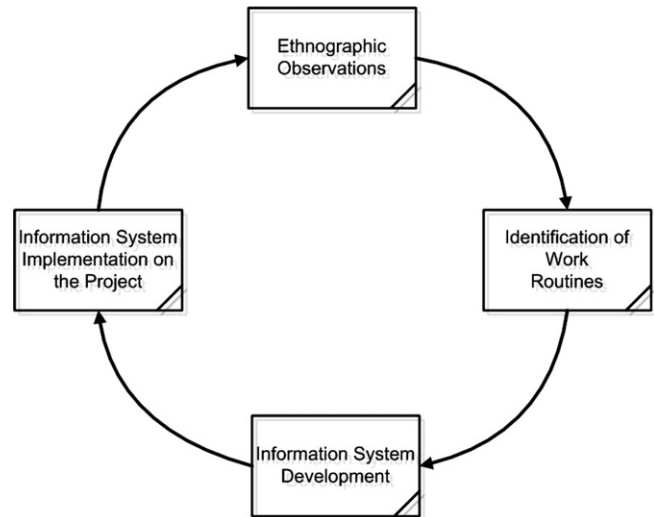 Ethnographic
Observations
Identification of
Work
Routines
Information System
Development
Information System
Implementation on
the Project